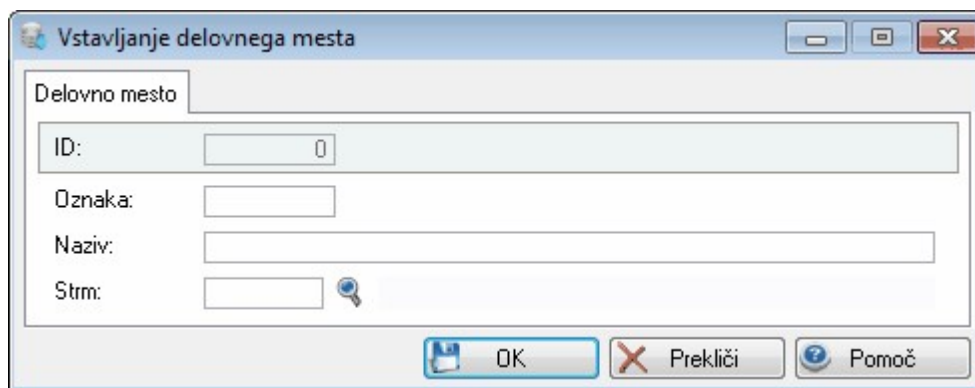 Vstavljanje delovnega mesta
Delovno mesto
ID: 0
Oznaka:
Naziv:
Strm:
OK Prekliči Pomoč